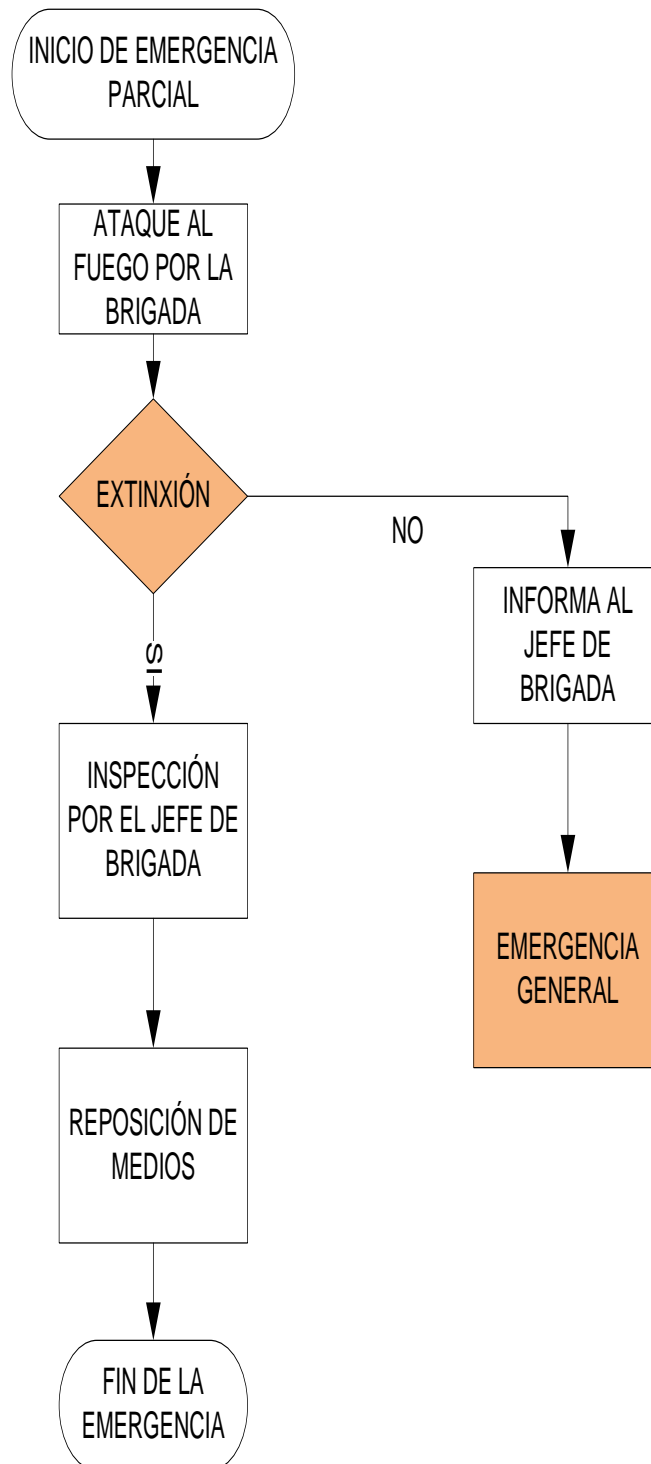 INICIO DE EMERGENCIA
PARCIAL
ATAQUE AL
FUEGO POR LA
BRIGADA
EXTINXIÓN
NO
SI
INFORMA AL
JEFE DE
BRIGADA
INSPECCIÓN
POR EL JEFE DE
BRIGADA
EMERGENCIA
GENERAL
REPOSICIÓN DE
MEDIOS
FIN DE LA
EMERGENCIA